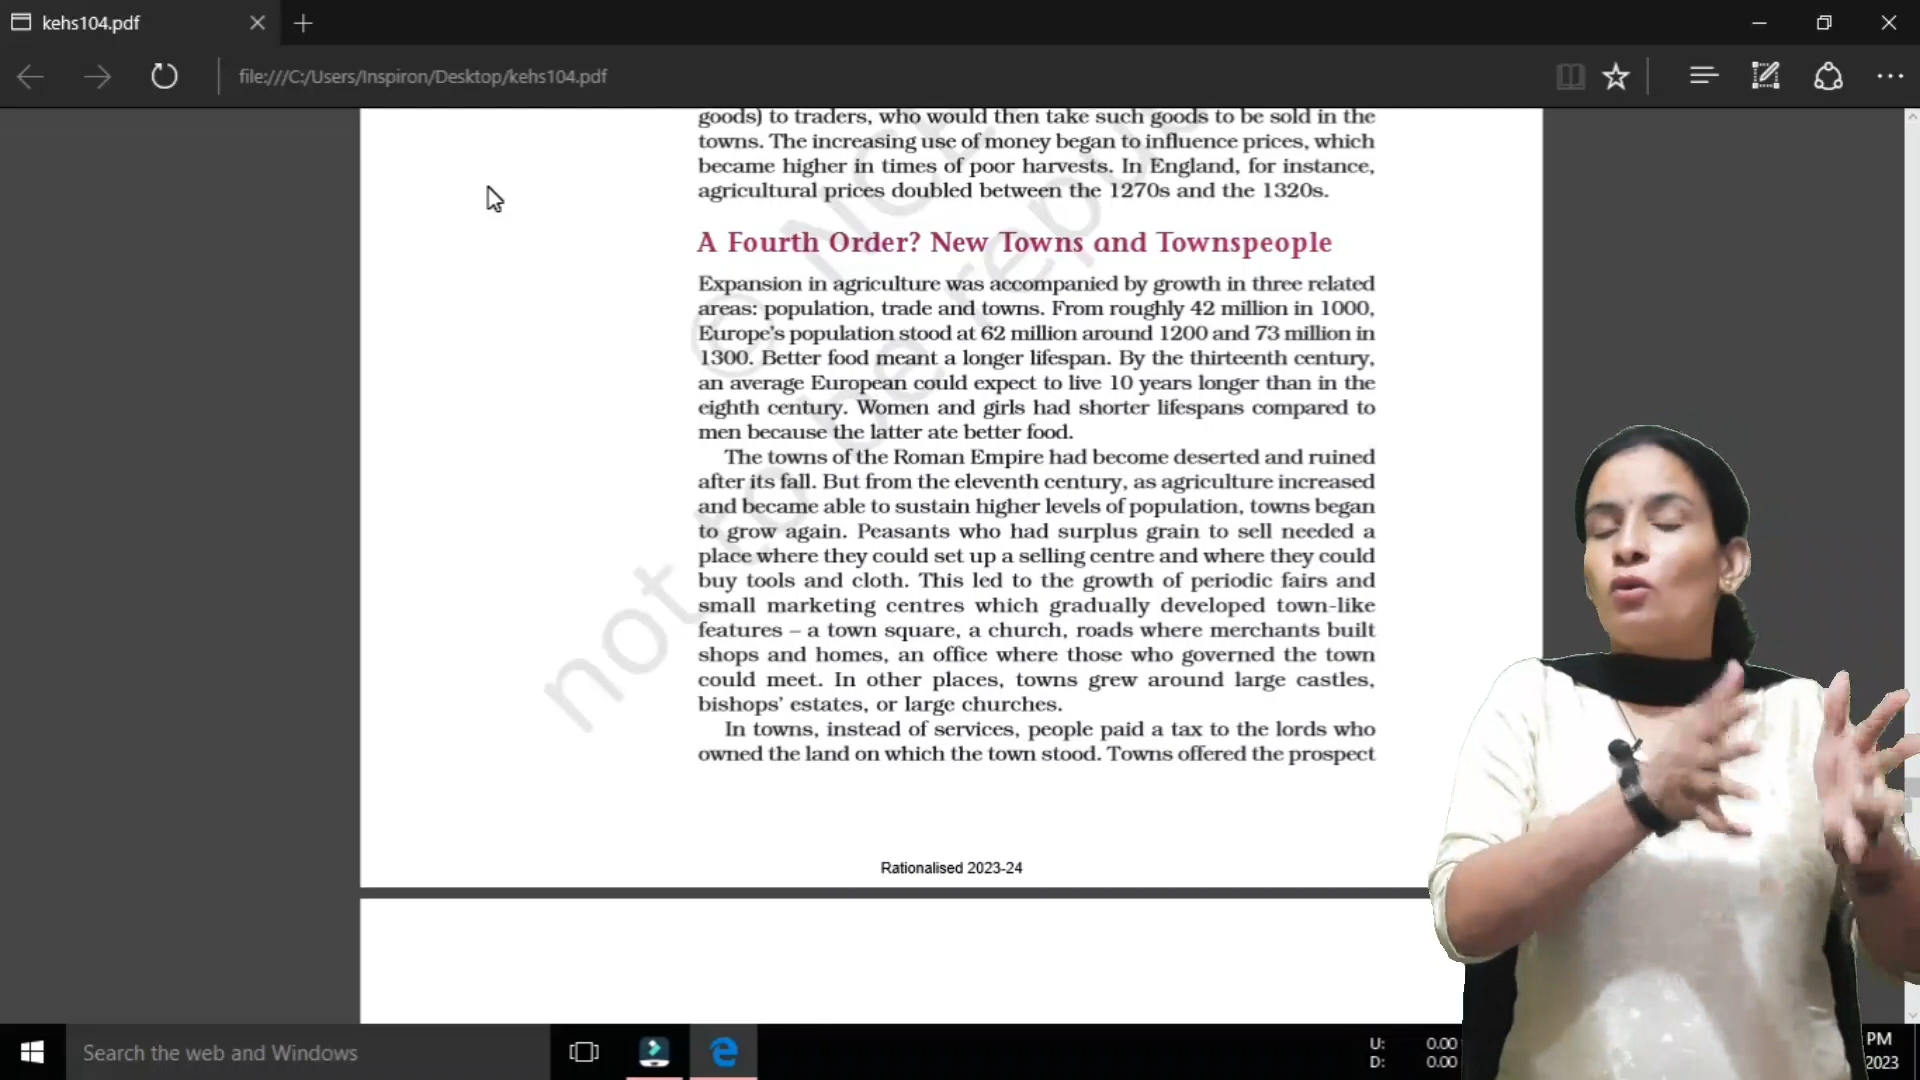 kehs104.pdf
file:///C:/Users/Inspiron/Desktop/kehs104.pdf
goods) to traders, who would then take such goods to be sold in the
towns. The increasing use of money began to influence prices, which
became higher in times of poor harvests. In England, for instance,
agricultural prices doubled between the 1270s and the 1320s.
A Fourth Order? New Towns and Townspeople
Expansion in agriculture was accompanied by growth in three related
areas: population, trade and towns. From roughly 42 million in 1000,
Europe's population stood at 62 million around 1200 and 73 million in
1300. Better food meant a longer lifespan. By the thirteenth century,
an average European could expect to live 10 years longer than in the
eighth century. Women and girls had shorter lifespans compared to
men because the latter ate better food.
The towns of the Roman Empire had become deserted and ruined
after its fall. But from the eleventh century, as agriculture increased
and became able to sustain higher levels of population, towns began
to grow again. Peasants who had surplus grain to sell needed a
place where they could set up a selling centre and where they could
buy tools and cloth. This led to the growth of periodic fairs and
small marketing centres which gradually developed town-like
features – a town square, a church, roads where merchants built
shops and homes, an office where those who governed the town
could meet. In other places, towns grew around large castles,
bishops' estates, or large churches.
In towns, instead of services, people paid a tax to the lords who
owned the land on which the town stood. Towns offered the prospect
not to be
Rationalised 2023-24
Search the web and Windows
U: 0.00
D: 0.00
PM
2023